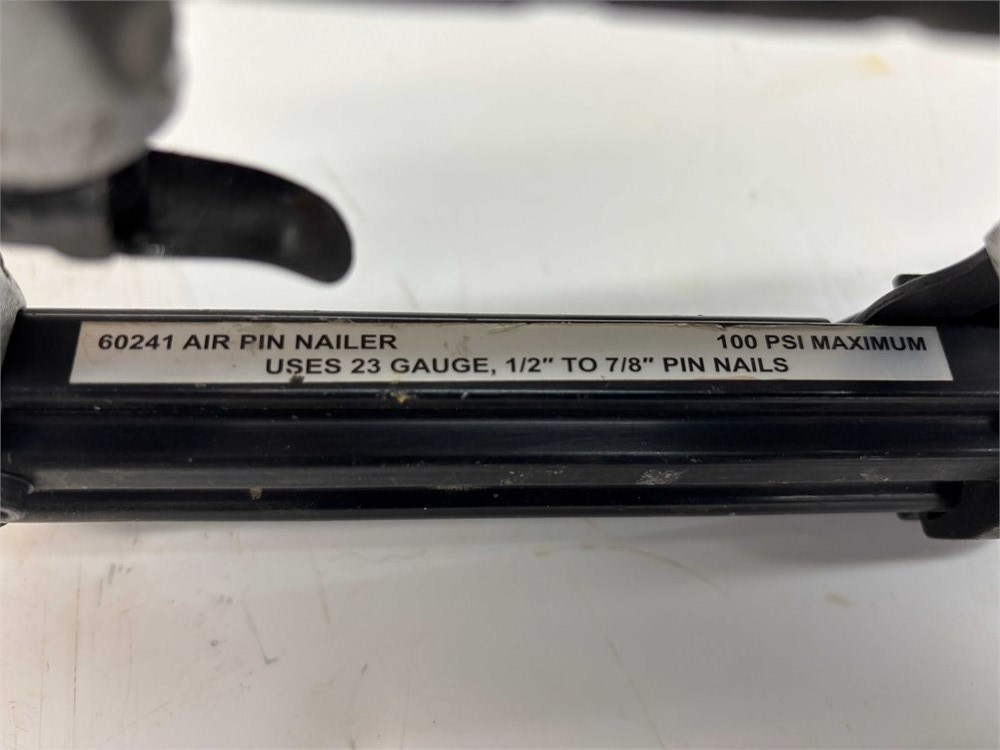 60241 AIR PIN NAILER 100 PSI MAXIMUM
USES 23 GAUGE, 1/2" TO 7/8" PIN NAILS